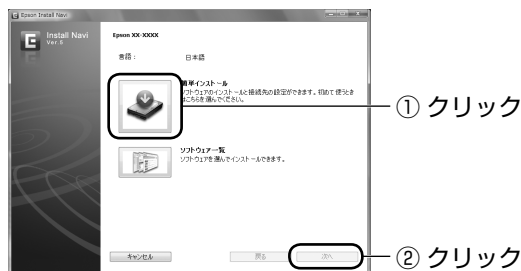 Epson Install Navi
Install Navi
Ver.5
Epson XX-XXXX
言語： 日本語
簡単インストール
ソフトウェアのインストールと接続先の設定ができます。初めて使うとき
はこちらを選んでください。
① クリック
ソフトウェア一覧
ソフトウェアを選んでインストールできます。
キャンセル 戻る 次へ
② クリック